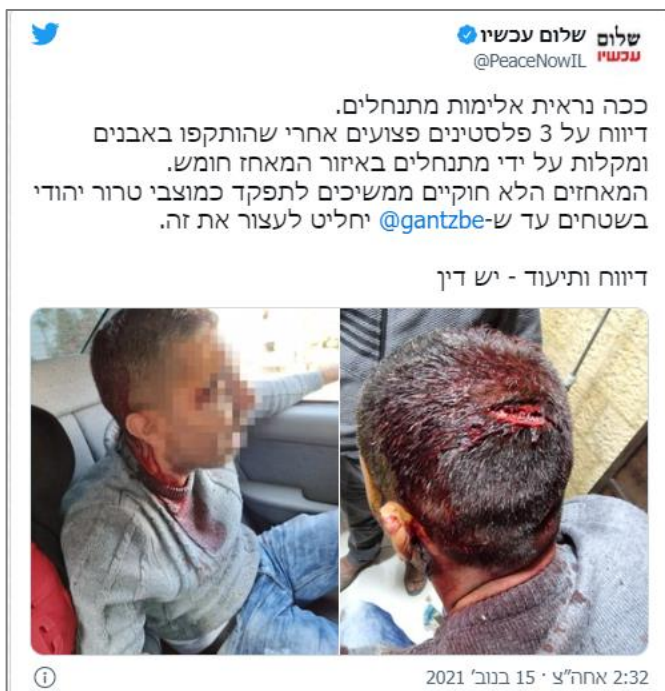 שלום עכשיו
@PeaceNowIL
שלום
עכשיו
ככה נראית אלימות מתנחלים.
דיווח על 3 פלסטינים פצועים אחרי שהותקפו באבנים
ומקלות על ידי מתנחלים באיזור המאחז חומש.
המאחזים הלא חוקיים ממשיכים לתפקד כמוצבי טרור יהודי
בשטחים עד ש-@gantzbe יחליט לעצור את זה.
דיווח ותיעוד - יש דין
2:32 אחה"צ · 15 בנוב' 2021